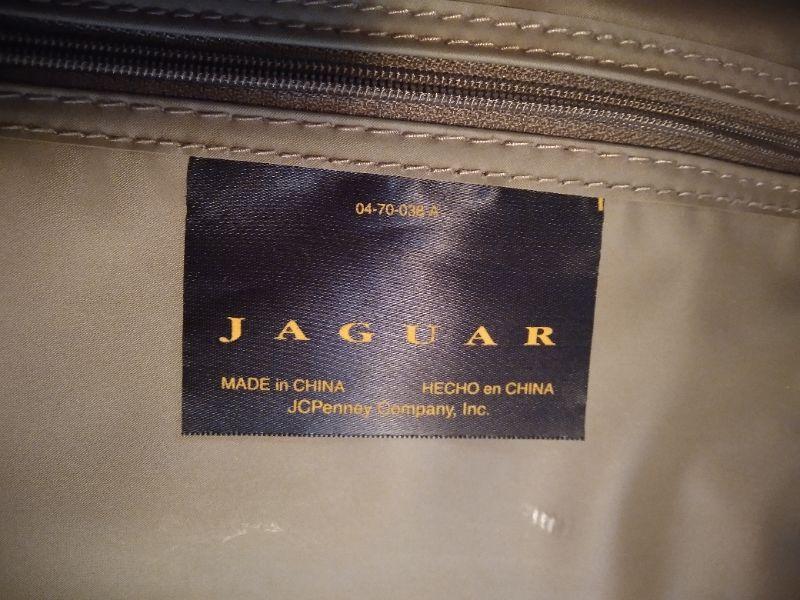 04-70-038-A
JAGUAR
MADE in CHINA HECHO en CHINA
JCPenney Company, Inc.